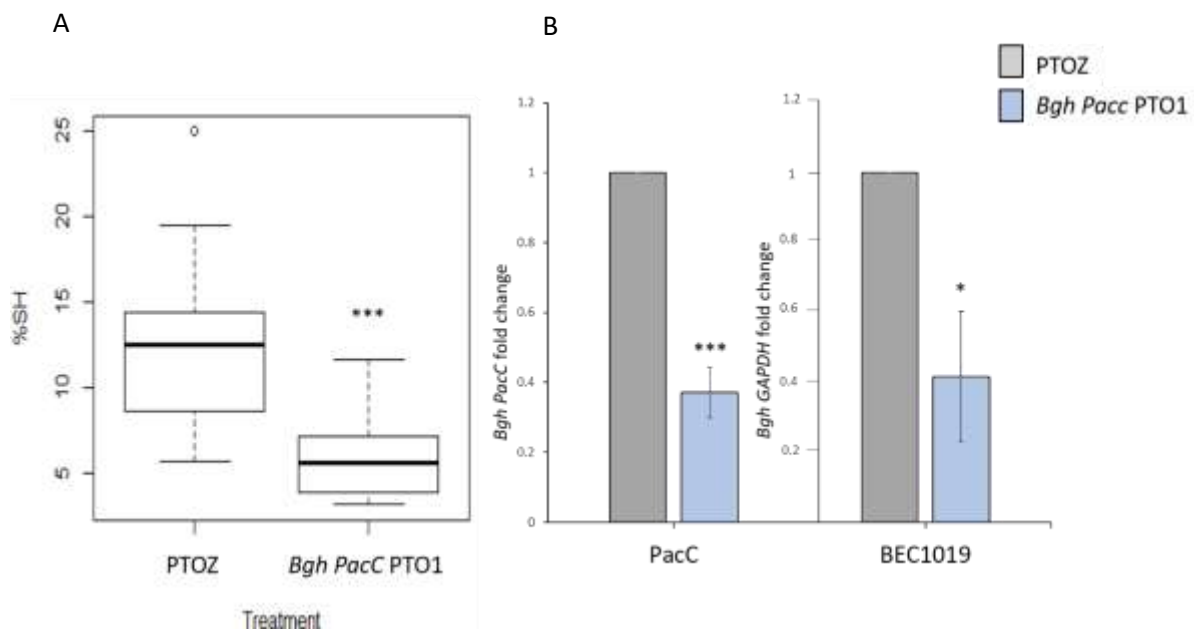 A
B
PTOZ
Bgh Pacc PTO1
%SH
25
20
15
10
5
o
***
PTOZ
Bgh PacC PTO1
Treatment
Bgh PacC fold change
1.2
1
0.8
0.6
0.4
0.2
0
***
PacC
Bgh GAPDH fold change
1.2
1
0.8
0.6
0.4
0.2
*
BEC1019